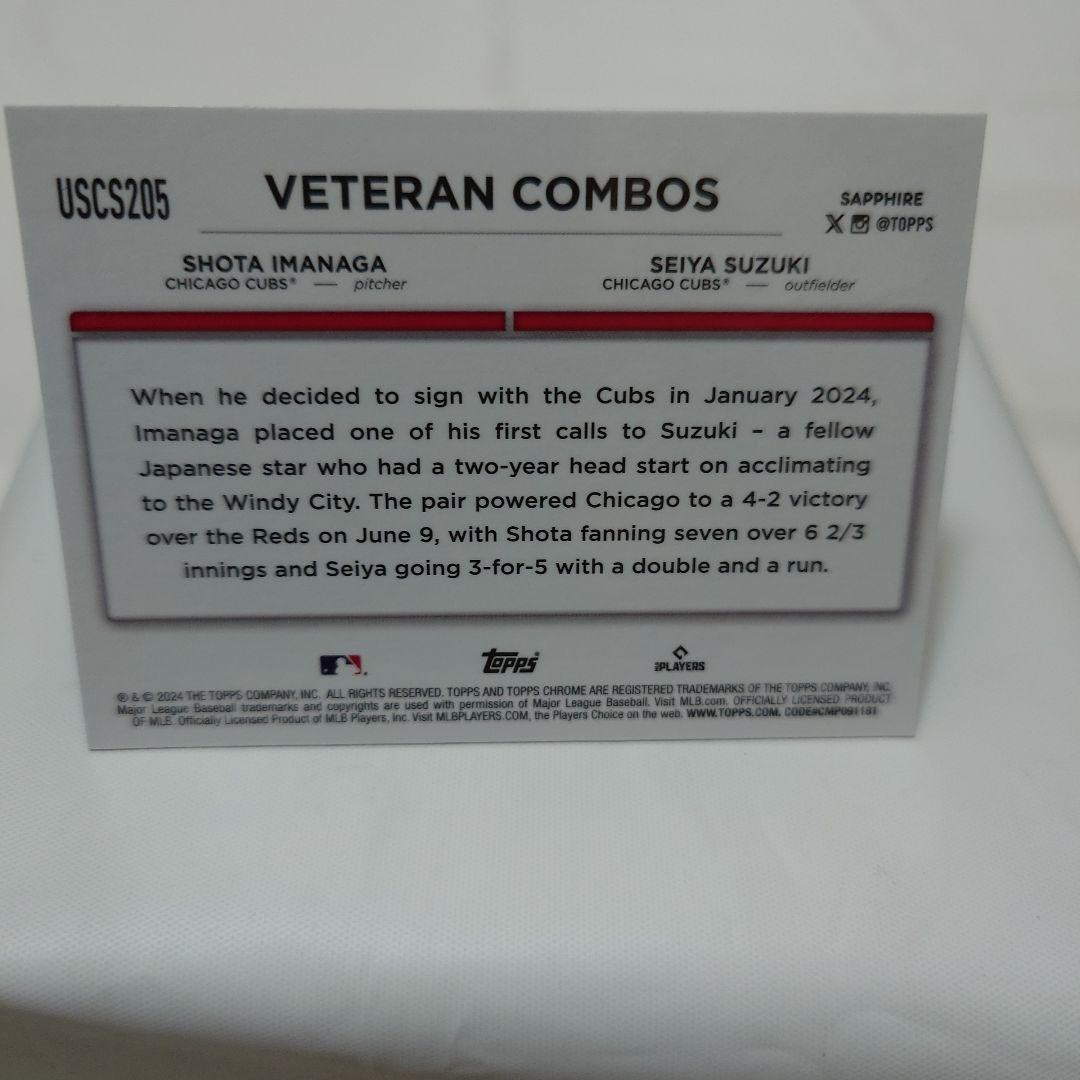 USCS205
VETERAN COMBOS
SAPPHIRE
X @TOPPS
SHOTA IMANAGA
CHICAGO CUBS® — pitcher
SEIYA SUZUKI
CHICAGO CUBS® — outfielder
When he decided to sign with the Cubs in January 2024,
Imanaga placed one of his first calls to Suzuki – a fellow
Japanese star who had a two-year head start on acclimating
to the Windy City. The pair powered Chicago to a 4-2 victory
over the Reds on June 9, with Shota fanning seven over 6 2/3
innings and Seiya going 3-for-5 with a double and a run.
Topps
MLB PLAYERS
® & © 2024 THE TOPPS COMPANY, INC. ALL RIGHTS RESERVED. TOPPS AND TOPPS CHROME ARE REGISTERED TRADEMARKS OF THE TOPPS COMPANY, INC.
Major League Baseball trademarks and copyrights are used with permission of Major League Baseball. Visit MLB.com. OFFICIALLY LICENSED PRODUCT
OF MLB. Officially Licensed Product of MLB Players, Inc. Visit MLBPLAYERS.COM, the Players Choice on the web. WWW.TOPPS.COM. CODE#CMP091181